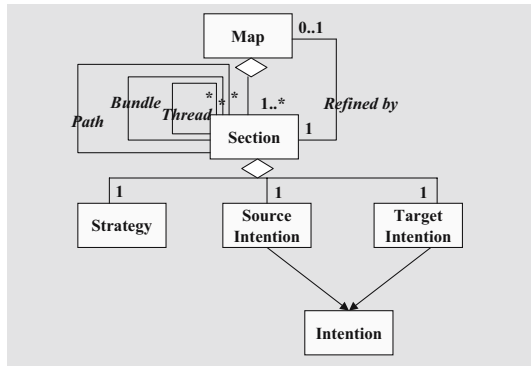 Map
0..1
Bundle
*
*
*
1..*
Refined by
Thread
Path
Section
1
1
1
1
Strategy
Source
Intention
Target
Intention
Intention